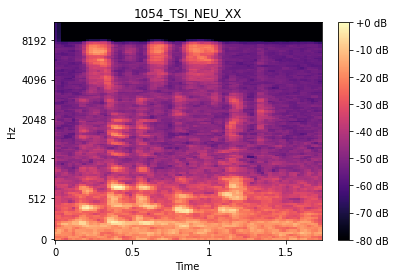 1054_TSI_NEU_XX
+0 dB
8192
-10 dB
4096
-20 dB
-30 dB
2048
Hz
-40 dB
1024
-50 dB
512
-60 dB
-70 dB
0
-80 dB
0
0.5
1
1.5
Time